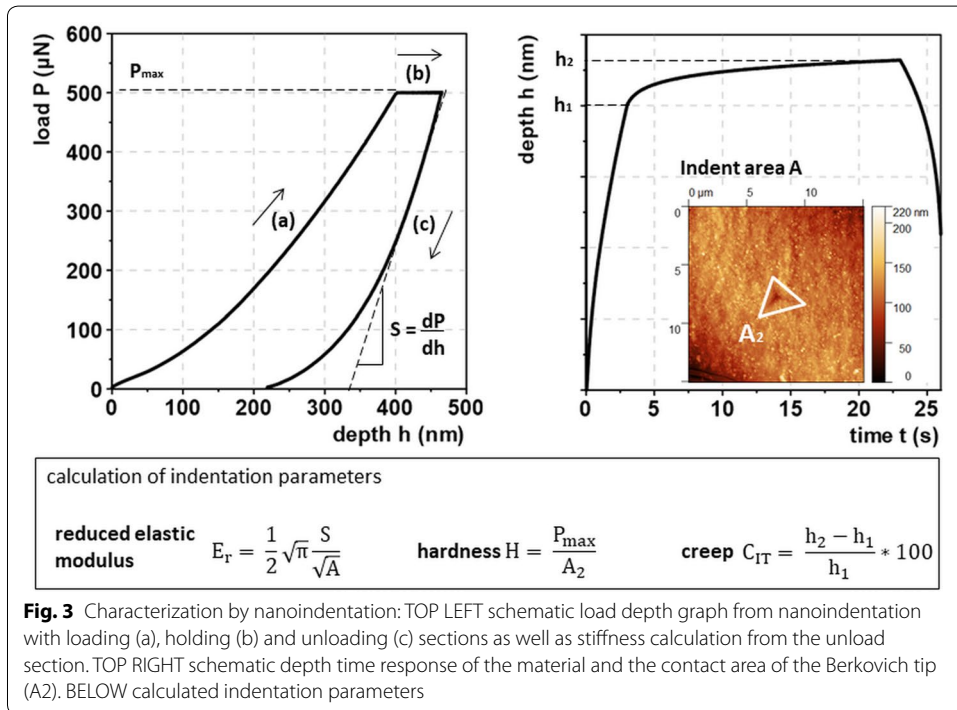 load P (µN)
500
400
300
200
100
0
Pmax
(a)
(b)
(c)
S = dP
dh
0
100
200
300
400
500
depth h (nm)
depth h (nm)
h₂
h₁
Indent area A
0 µm 5 10
0
5
10
A₂
220 nm
200
150
100
50
0
0 5 10 15 20 25
time t (s)
calculation of indentation parameters
reduced elastic
modulus
E_r = 1/2 √π S/√A
hardness H = P_max/A₂
creep C_IT = (h₂ − h₁)/h₁ * 100
Fig. 3 Characterization by nanoindentation: TOP LEFT schematic load depth graph from nanoindentation
with loading (a), holding (b) and unloading (c) sections as well as stiffness calculation from the unload
section. TOP RIGHT schematic depth time response of the material and the contact area of the Berkovich tip
(A2). BELOW calculated indentation parameters